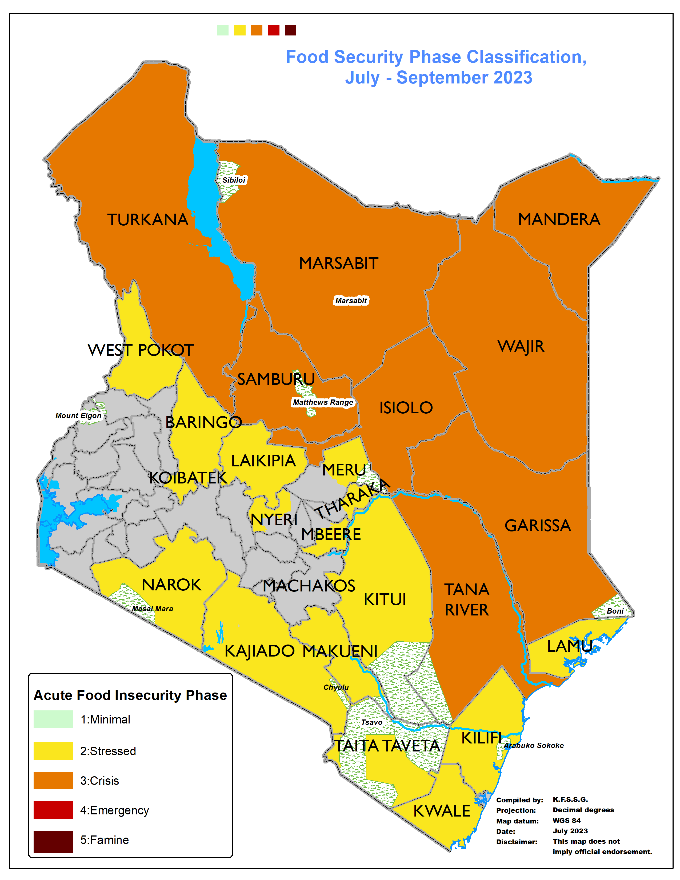 Food Security Phase Classification,
July - September 2023
Sibiloi
MANDERA
TURKANA
MARSABIT
Marsabit
WAJIR
WEST POKOT
SAMBURU
Matthews Range
ISIOLO
Mount Elgon
BARINGO
LAIKIPIA
MERU
KOIBATEK
THARAKA
NYERI
GARISSA
MBEERE
NAROK
MACHAKOS
KITUI
TANA
RIVER
Masai Mara
Boni
LAMU
KAJIADO
MAKUENI
Chyulu
Acute Food Insecurity Phase
1:Minimal
2:Stressed
3:Crisis
4:Emergency
5:Famine
Tsavo
TAITA TAVETA
KILIFI
Arabuko Sokoke
KWALE
Compiled by: K.F.S.S.G.
Projection: Decimal degrees
Map datum: WGS 84
Date: July 2023
Disclaimer: This map does not
imply official endorsement.